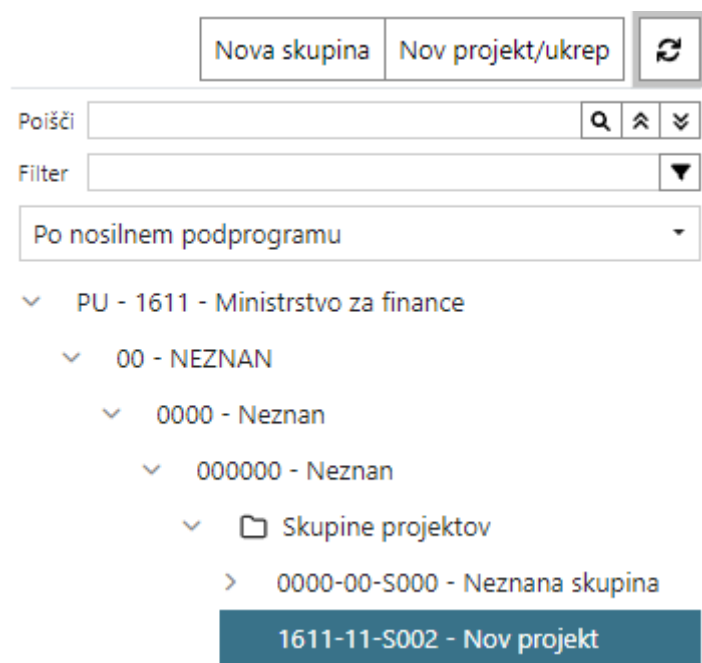 Nova skupina Nov projekt/ukrep
Poišči
Filter
Po nosilnem podprogramu
PU - 1611 - Ministrstvo za finance
00 - NEZNAN
0000 - Neznan
000000 - Neznan
Skupine projektov
0000-00-S000 - Neznana skupina
1611-11-S002 - Nov projekt